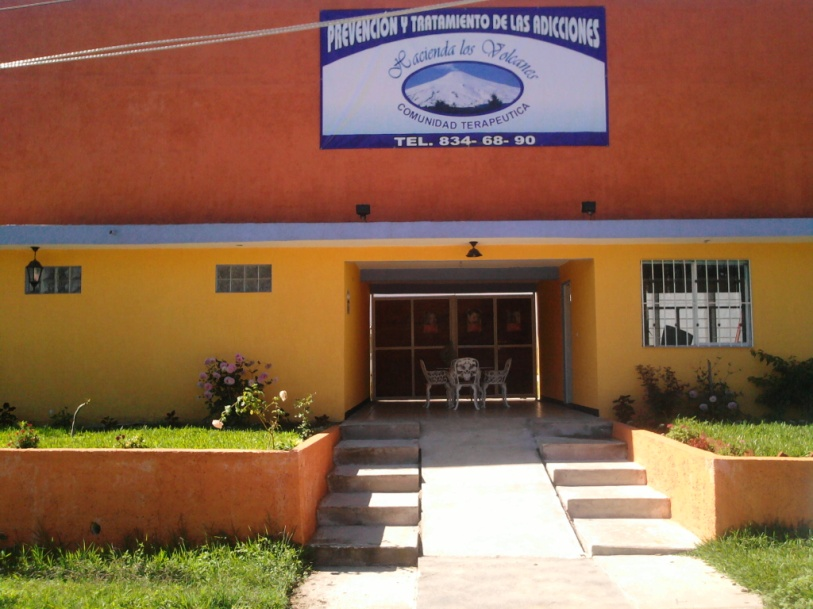 PREVENCIÓN Y TRATAMIENTO DE LAS ADICCIONES
Hacienda los Volcanes
COMUNIDAD TERAPEUTICA
TEL. 834- 68- 90